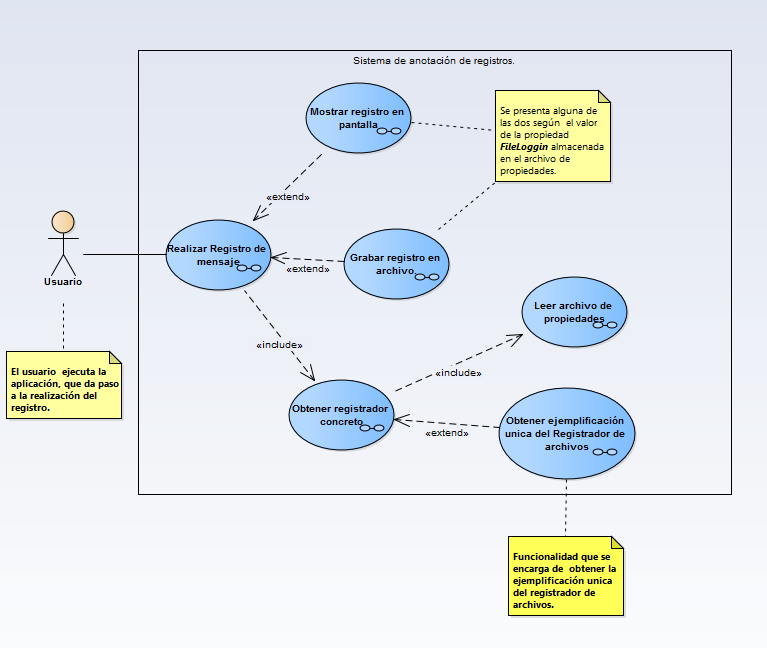 Sistema de anotación de registros.
Mostrar registro en
pantalla
Se presenta alguna de
las dos según el valor
de la propiedad
FileLoggin almacenada
en el archivo de
propiedades.
«extend»
Realizar Registro de
mensaje
Grabar registro en
archivo.
«extend»
Usuario
Leer archivo de
propiedades
«include»
«include»
El usuario ejecuta la
aplicación, que da paso
a la realización del
registro.
Obtener registrador
concreto
«extend»
Obtener ejemplificación
unica del Registrador de
archivos
Funcionalidad que se
encarga de obtener la
ejemplificación unica
del registrador de
archivos.